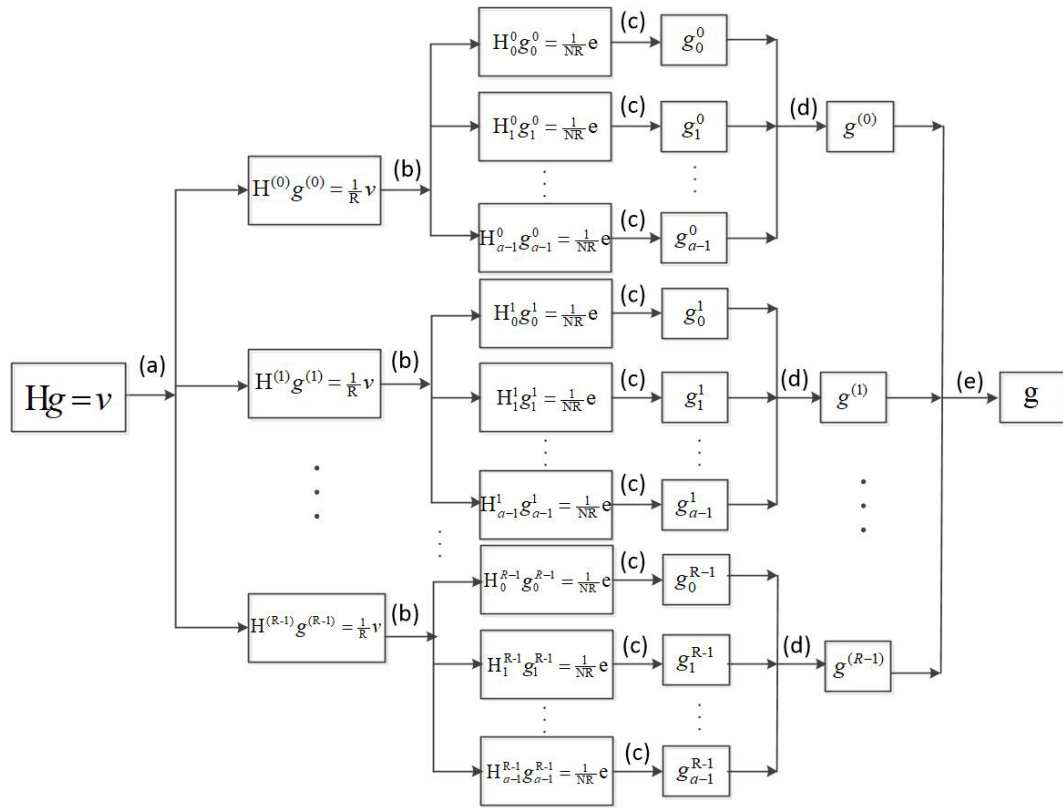 (a)
Hg = v
H^(0) g^(0) = 1/R v
(b)
H_0^0 g_0^0 = 1/NR e
(c)
g_0^0
H_1^0 g_1^0 = 1/NR e
(c)
g_1^0
H_{a-1}^0 g_{a-1}^0 = 1/NR e
(c)
g_{a-1}^0
(d)
g^(0)
H^(1) g^(1) = 1/R v
(b)
H_0^1 g_0^1 = 1/NR e
(c)
g_0^1
H_1^1 g_1^1 = 1/NR e
(c)
g_1^1
H_{a-1}^1 g_{a-1}^1 = 1/NR e
(c)
g_{a-1}^1
(d)
g^(1)
H^(R-1) g^(R-1) = 1/R v
(b)
H_0^{R-1} g_0^{R-1} = 1/NR e
(c)
g_0^{R-1}
H_1^{R-1} g_1^{R-1} = 1/NR e
(c)
g_1^{R-1}
H_{a-1}^{R-1} g_{a-1}^{R-1} = 1/NR e
(c)
g_{a-1}^{R-1}
(d)
g^(R-1)
(e)
g